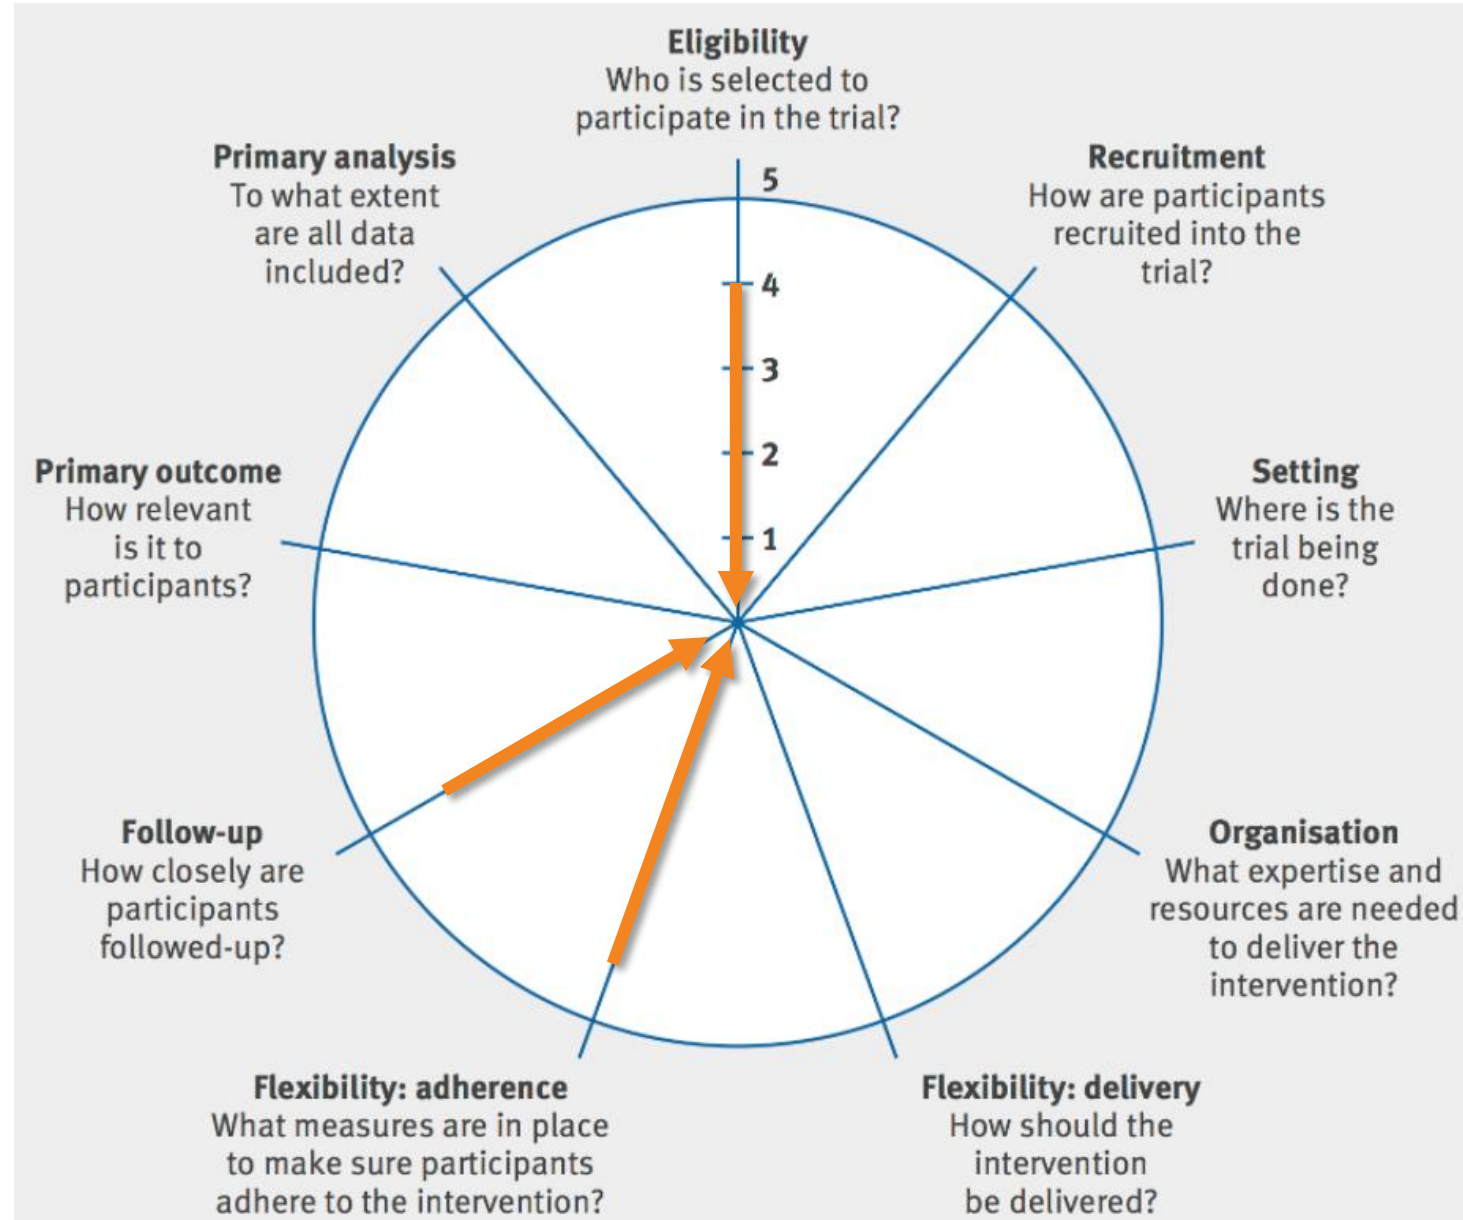 Eligibility
Who is selected to
participate in the trial?
Primary analysis
To what extent
are all data
included?
Recruitment
How are participants
recruited into the
trial?
5
4
3
2
1
Primary outcome
How relevant
is it to
participants?
Setting
Where is the
trial being
done?
Follow-up
How closely are
participants
followed-up?
Organisation
What expertise and
resources are needed
to deliver the
intervention?
Flexibility: adherence
What measures are in place
to make sure participants
adhere to the intervention?
Flexibility: delivery
How should the
intervention
be delivered?